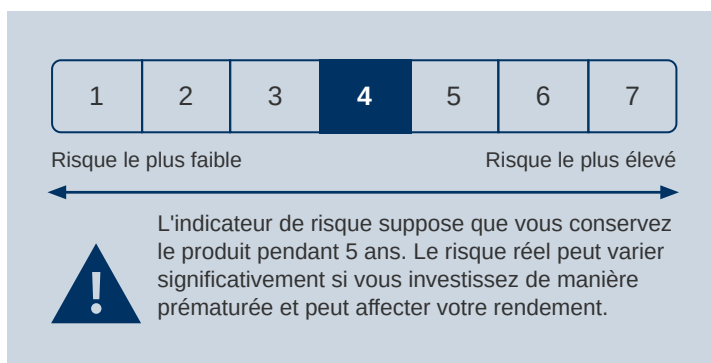 1 2 3 4 5 6 7
Risque le plus faible Risque le plus élevé
L'indicateur de risque suppose que vous conservez
le produit pendant 5 ans. Le risque réel peut varier
significativement si vous investissez de manière
prématurée et peut affecter votre rendement.
!